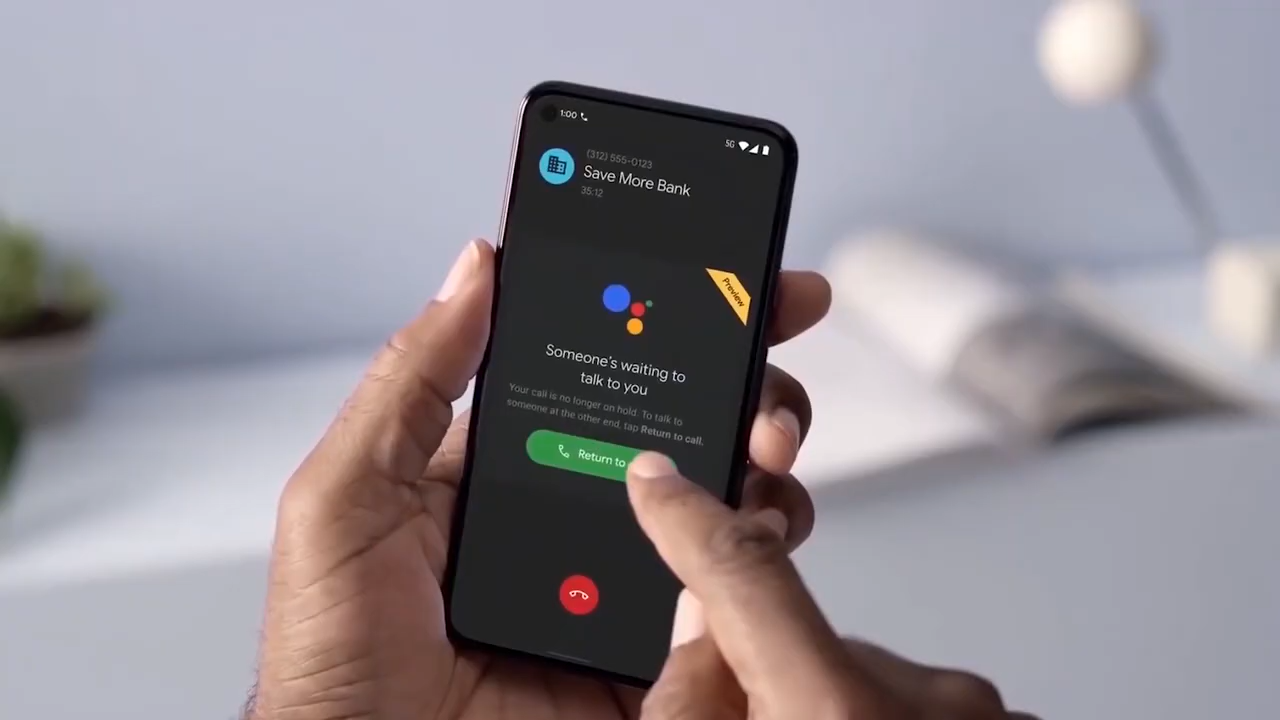 1:00
5G
(312) 555-0123
Save More Bank
35:12
Preview
Someone's waiting to
talk to you
Your call is no longer on hold. To talk to
someone at the other end, tap Return to call.
Return to